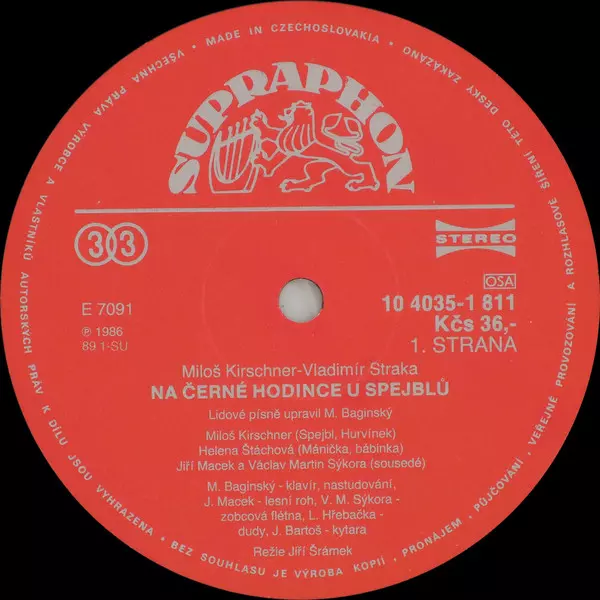 VŠECHNA PRÁVA VÝROBCE A VLASTNÍKŮ AUTORSKÝCH PRÁV K DÍLU JSOU VYHRAZENA • BEZ SOUHLASU JE VÝROBA KOPIÍ, PRONÁJEM, PŮJČOVÁNÍ, VEŘEJNÉ PROVOZOVÁNÍ A ROZHLASOVÉ ŠÍŘENÍ TÉTO DESKY ZAKÁZÁNO • MADE IN CZECHOSLOVAKIA •
SUPRAPHON
33
STEREO
OSA
E 7091
10 4035-1 811
℗ 1986
Kčs 36,-
89 1-SU
1. STRANA
Miloš Kirschner-Vladimír Straka
NA ČERNÉ HODINCE U SPEJBLŮ
Lidové písně upravil M. Baginský
Miloš Kirschner (Spejbl, Hurvínek)
Helena Štáchová (Mánička, bábinka)
Jiří Macek a Václav Martin Sýkora (sousedé)
M. Baginský - klavír, nastudování,
J. Macek - lesní roh, V. M. Sýkora -
zobcová flétna, L. Hřebačka -
dudy, J. Bartoš - kytara
Režie Jiří Šrámek